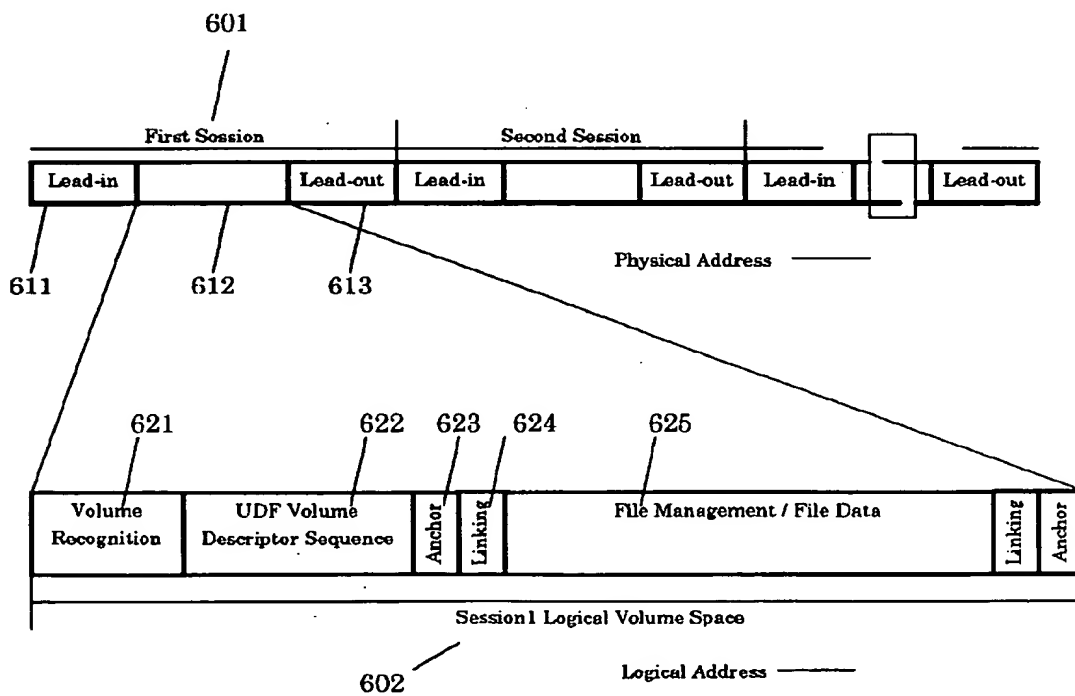 601
First Session
Second Session
Lead-in
Lead-out
Lead-in
Lead-out
Lead-in
Lead-out
611
612
613
Physical Address
621
622
623
624
625
Volume
Recognition
UDF Volume
Descriptor Sequence
Anchor
Linking
File Management / File Data
Linking
Anchor
Session1 Logical Volume Space
602
Logical Address